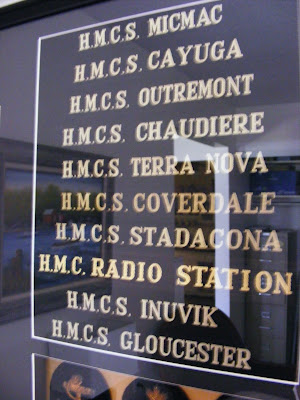 H.M.C.S. MICMAC
H.M.C.S. CAYUGA
H.M.C.S. OUTREMONT
H.M.C.S. CHAUDIERE
H.M.C.S. TERRA NOVA
H.M.C.S. COVERDALE
H.M.C.S. STADACONA
H.M.C. RADIO STATION
H.M.C.S. INUVIK
H.M.C.S. GLOUCESTER